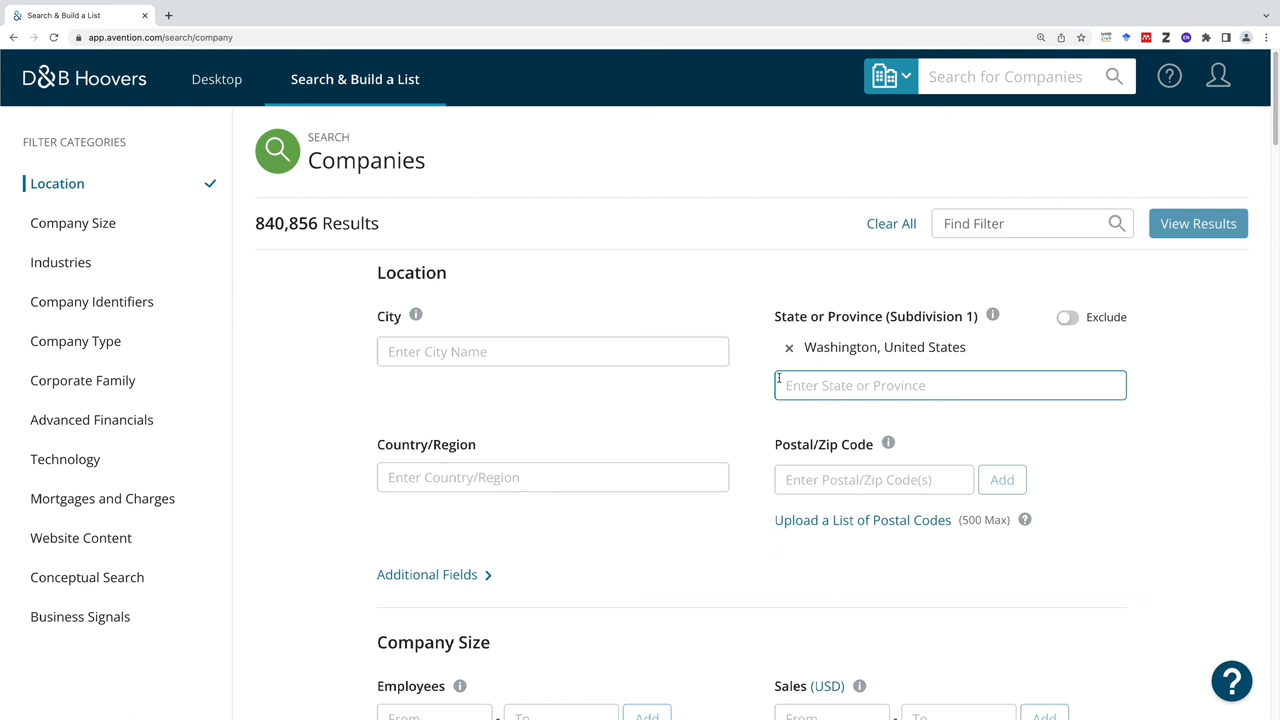 Search & Build a List
app.avention.com/search/company
D&B Hoovers
Desktop
Search & Build a List
Search for Companies
FILTER CATEGORIES
Location
Company Size
Industries
Company Identifiers
Company Type
Corporate Family
Advanced Financials
Technology
Mortgages and Charges
Website Content
Conceptual Search
Business Signals
SEARCH
Companies
840,856 Results
Clear All
Find Filter
View Results
Location
City
Enter City Name
State or Province (Subdivision 1)
Exclude
Washington, United States
Enter State or Province
Country/Region
Enter Country/Region
Postal/Zip Code
Enter Postal/Zip Code(s)
Add
Upload a List of Postal Codes (500 Max)
Additional Fields
Company Size
Employees
From
-
To
Add
Sales (USD)
From
-
To
Add